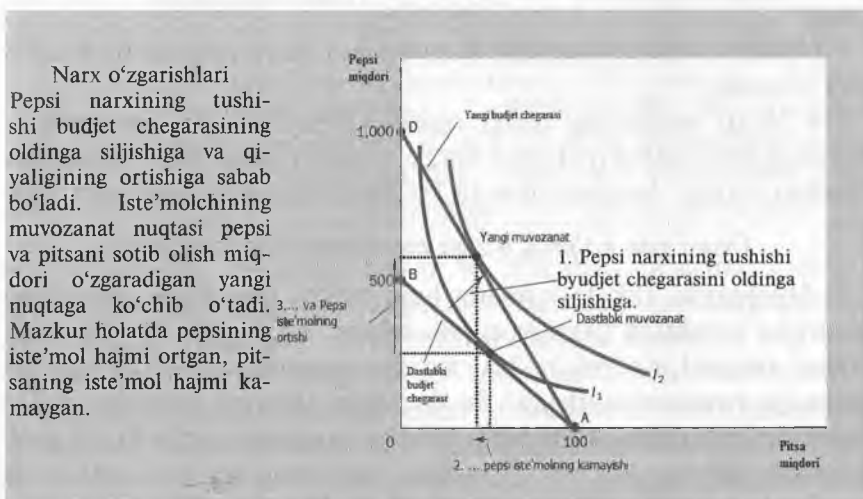 Narx o‘zgarishlari
Pepsi narxining tushi-
shi budjet chegarasining
oldinga siljishiga va qi-
yaligining ortishiga sabab
bo‘ladi. Iste’molchining
muvozanat nuqtasi pepsi
va pitsani sotib olish miq-
dori o‘zgaradigan yangi
nuqtaga ko‘chib o‘tadi.
Mazkur holatda pepsining
iste’mol hajmi ortgan, pit-
saning iste’mol hajmi ka-
maygan.
Pepsi
miqdori
1,000
D
Yangi budjet chegarasi
Yangi muvozanat
1. Pepsi narxining tushishi
byudjet chegarasini oldinga
siljishiga.
500
B
3,... va Pepsi
iste’molning
ortishi
Dastlabki muvozanat
Dastlabla
budjet
chegarasi
I2
I1
A
0
100
Pitsa
miqdori
2. ... pepsi iste’molning kamayishi